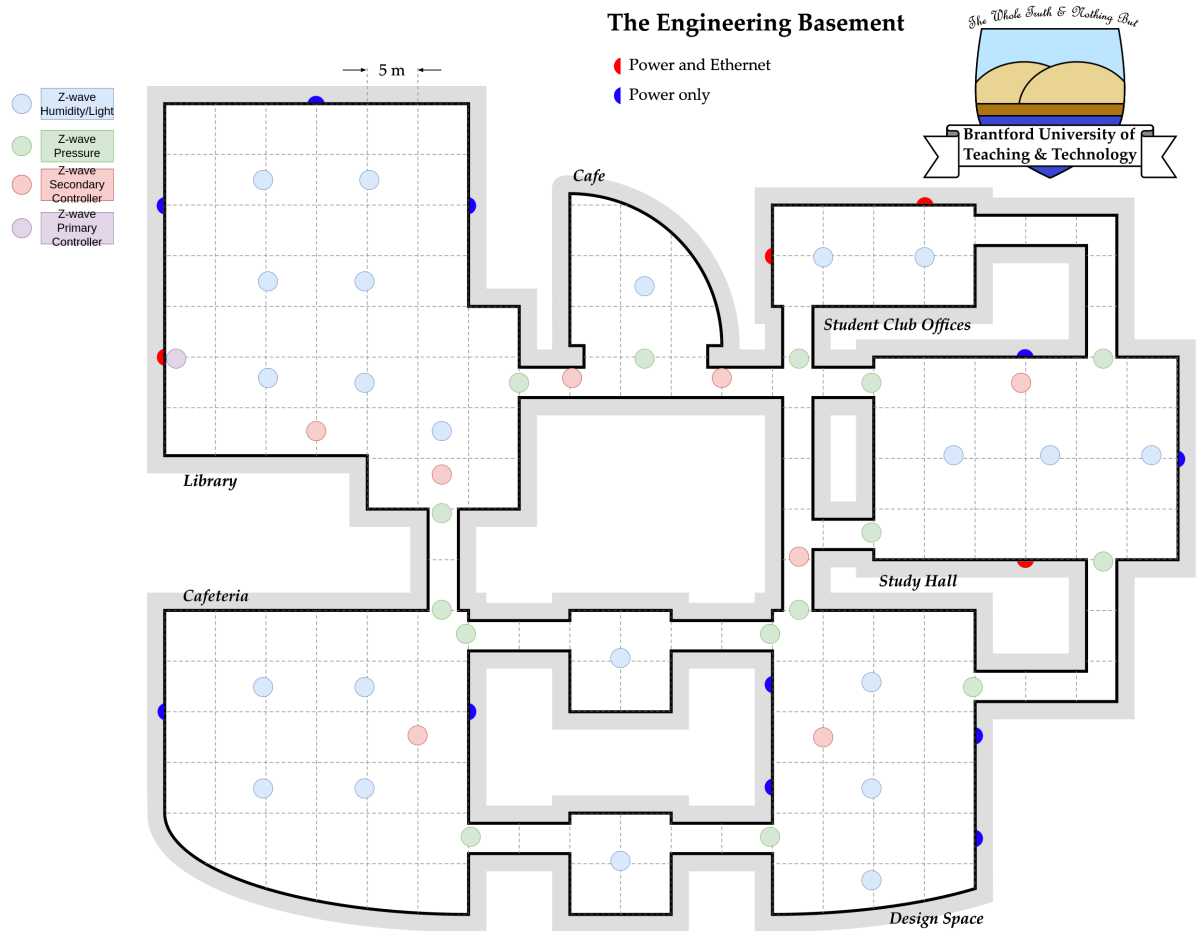 The Engineering Basement
The Whole Truth & Nothing But
Power and Ethernet
Power only
5 m
Z-wave
Humidity/Light
Z-wave
Pressure
Z-wave
Secondary
Controller
Z-wave
Primary
Controller
Brantford University of
Teaching & Technology
Cafe
Student Club Offices
Library
Study Hall
Cafeteria
Design Space